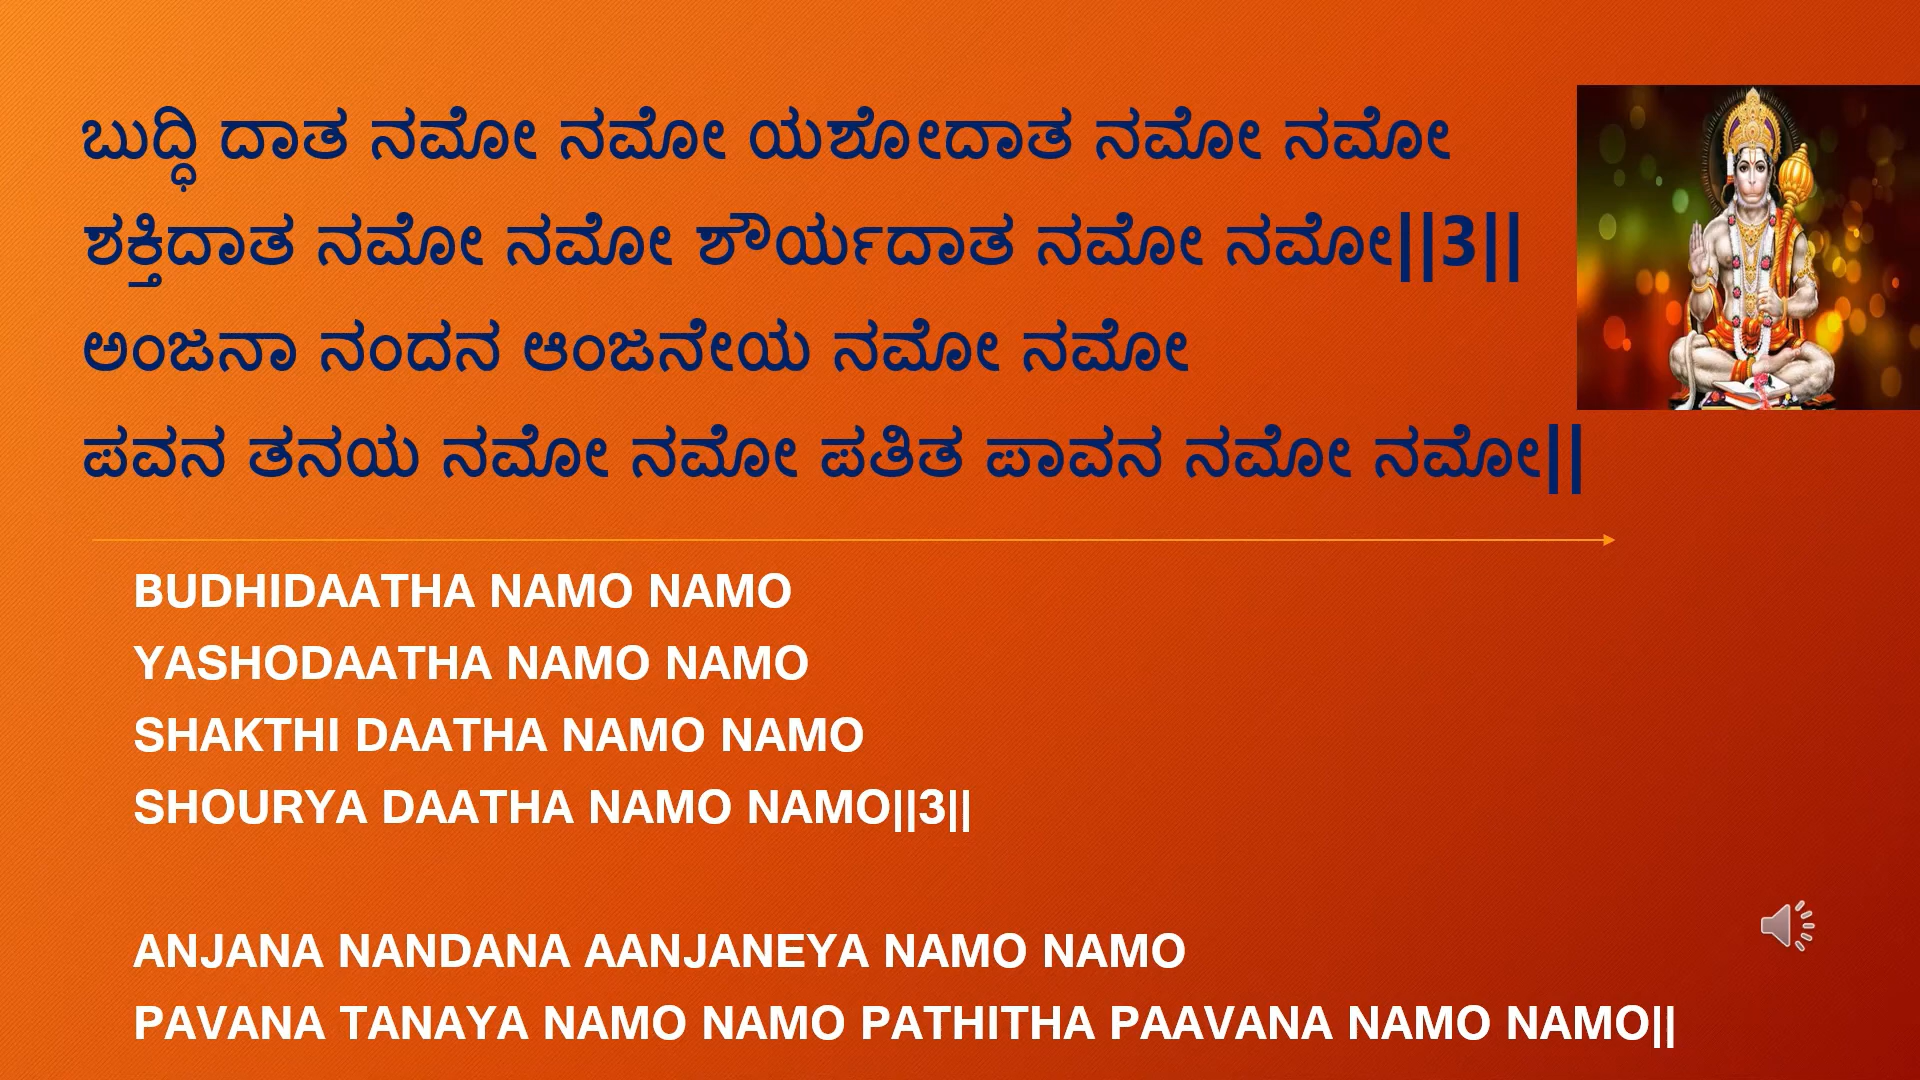 ಬುದ್ಧಿ ದಾತ ನಮೋ ನಮೋ ಯಶೋದಾತ ನಮೋ ನಮೋ
ಶಕ್ತಿದಾತ ನಮೋ ನಮೋ ಶೌರ್ಯದಾತ ನಮೋ ನಮೋ||3||
ಅಂಜನಾ ನಂದನ ಆಂಜನೇಯ ನಮೋ ನಮೋ
ಪವನ ತನಯ ನಮೋ ನಮೋ ಪತಿತ ಪಾವನ ನಮೋ ನಮೋ||
BUDHIDAATHA NAMO NAMO
YASHODAATHA NAMO NAMO
SHAKTHI DAATHA NAMO NAMO
SHOURYA DAATHA NAMO NAMO||3||
ANJANA NANDANA AANJANEYA NAMO NAMO
PAVANA TANAYA NAMO NAMO PATHITHA PAAVANA NAMO NAMO||